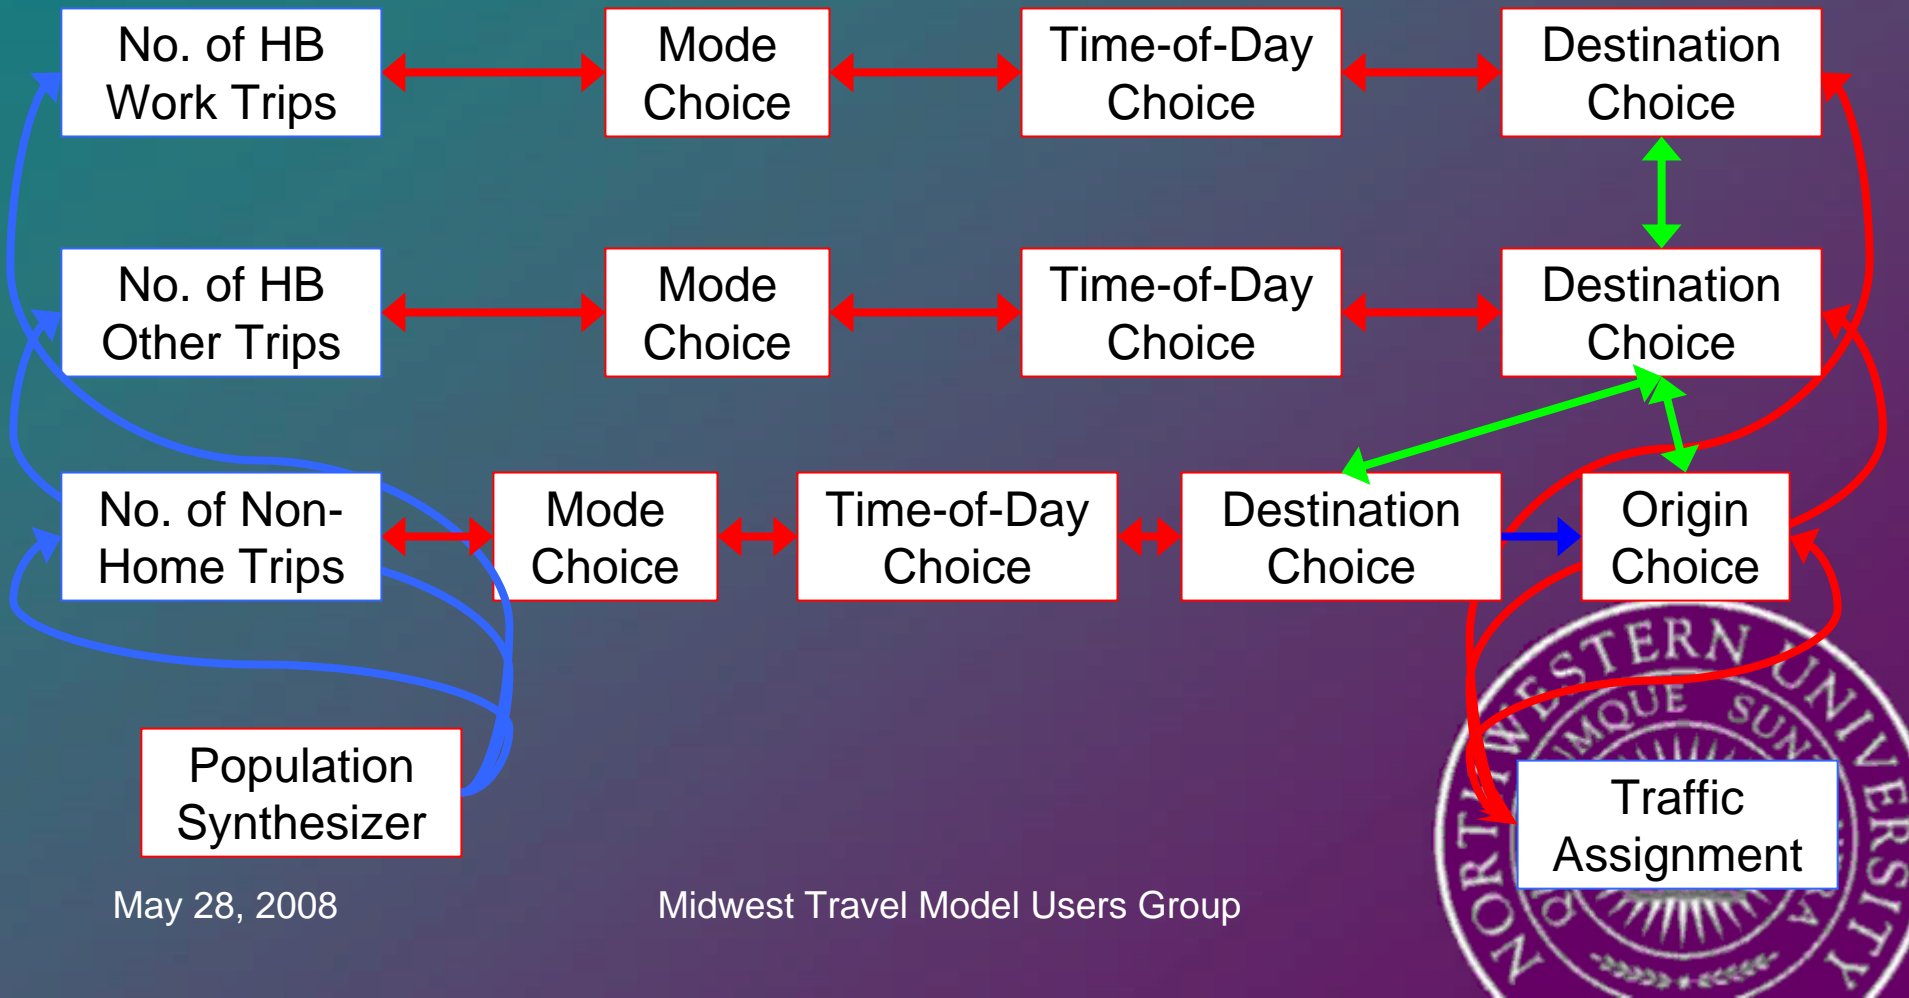 No. of HB
Work Trips
Mode
Choice
Time-of-Day
Choice
Destination
Choice
No. of HB
Other Trips
Mode
Choice
Time-of-Day
Choice
Destination
Choice
No. of Non-
Home Trips
Mode
Choice
Time-of-Day
Choice
Destination
Choice
Origin
Choice
Population
Synthesizer
Traffic
Assignment
May 28, 2008
Midwest Travel Model Users Group
NORTHWESTERN UNIVERSITY